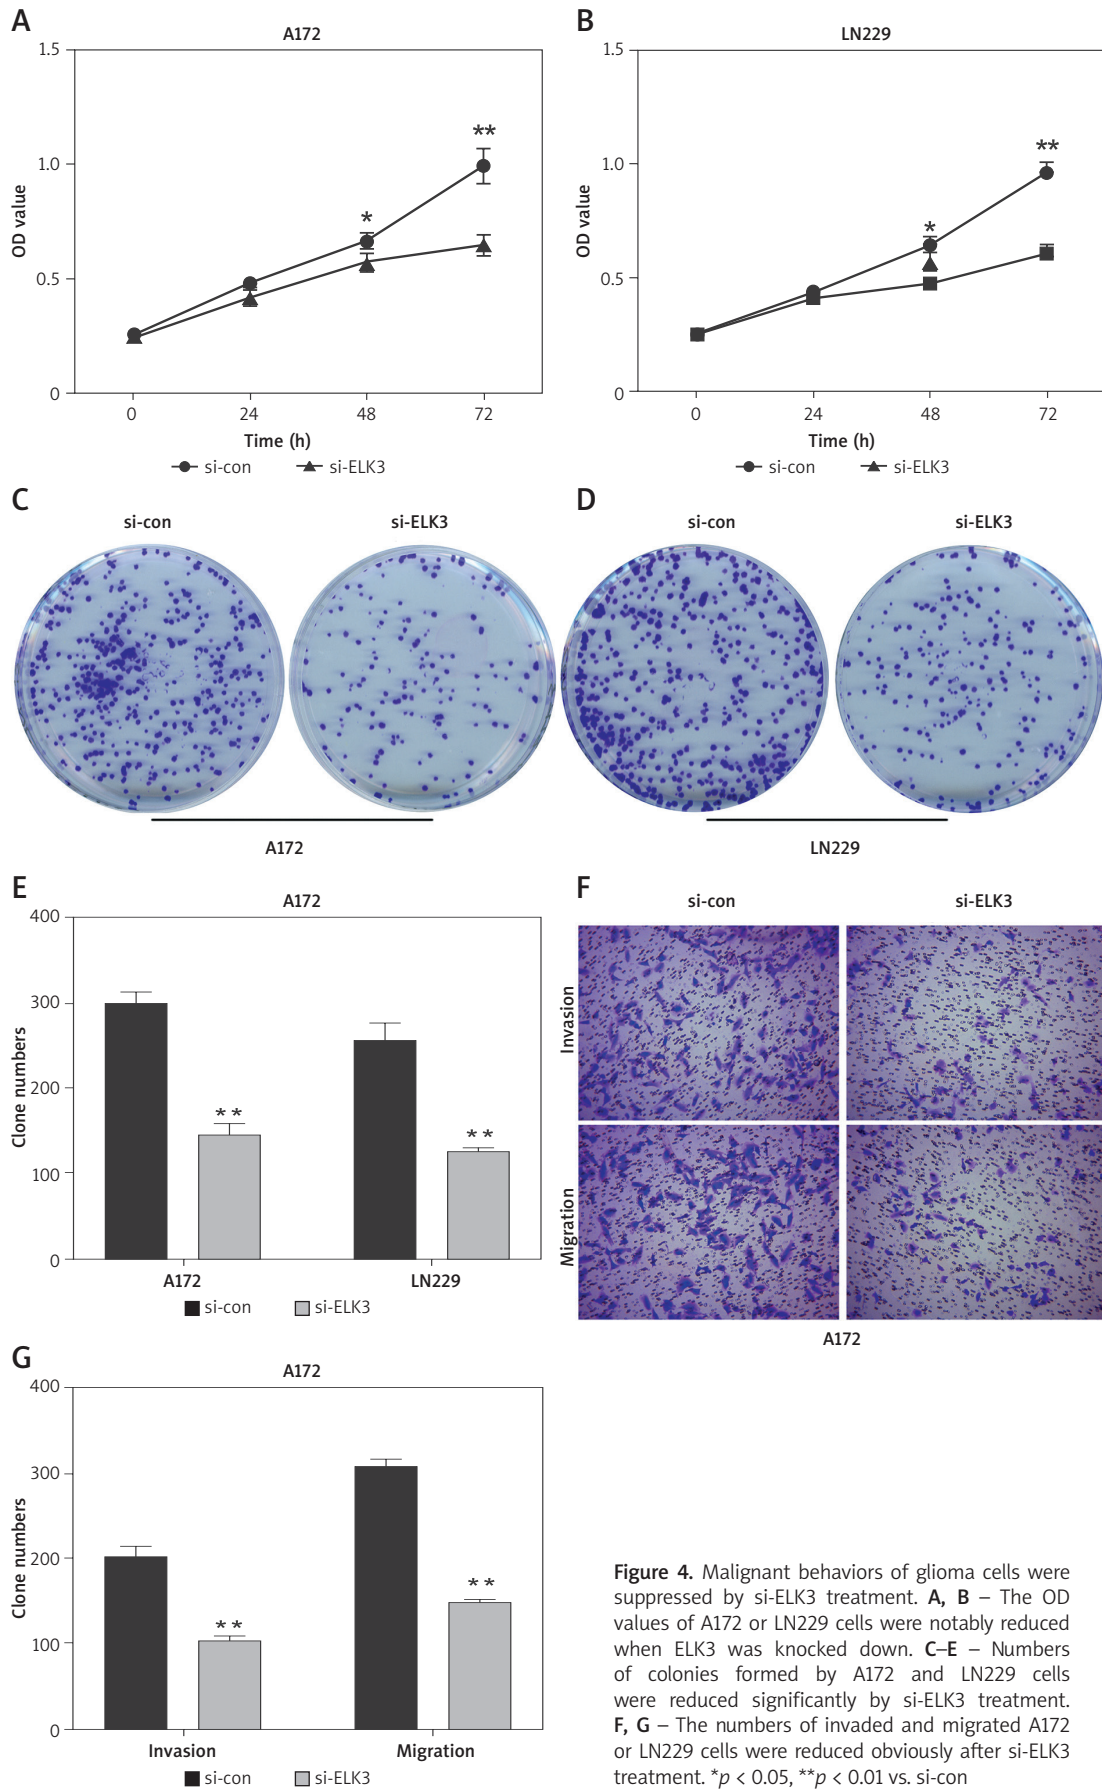 A
A172
1.5
1.0
0.5
0
OD value
**
*
0 24 48 72
Time (h)
si-con si-ELK3
B
LN229
1.5
1.0
0.5
0
OD value
**
*
0 24 48 72
Time (h)
si-con si-ELK3
C
si-con si-ELK3
A172
D
si-con si-ELK3
LN229
E
A172
400
300
200
100
0
Clone numbers
**
**
A172 LN229
si-con si-ELK3
F
si-con si-ELK3
Invasion
Migration
A172
G
A172
400
300
200
100
0
Clone numbers
**
**
Invasion Migration
si-con si-ELK3
Figure 4. Malignant behaviors of glioma cells were
suppressed by si-ELK3 treatment. A, B – The OD
values of A172 or LN229 cells were notably reduced
when ELK3 was knocked down. C–E – Numbers
of colonies formed by A172 and LN229 cells
were reduced significantly by si-ELK3 treatment.
F, G – The numbers of invaded and migrated A172
or LN229 cells were reduced obviously after si-ELK3
treatment. *p < 0.05, **p < 0.01 vs. si-con